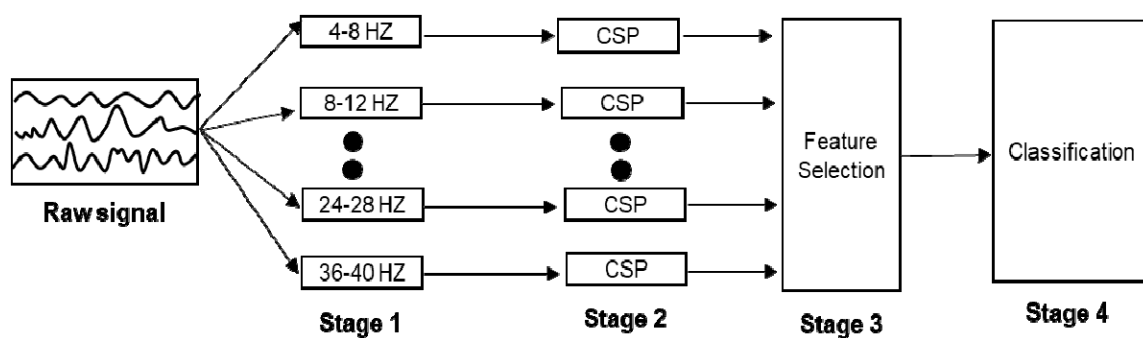 4-8 HZ
CSP
8-12 HZ
CSP
Feature
Selection
Classification
Raw signal
24-28 HZ
CSP
36-40 HZ
CSP
Stage 1
Stage 2
Stage 3
Stage 4